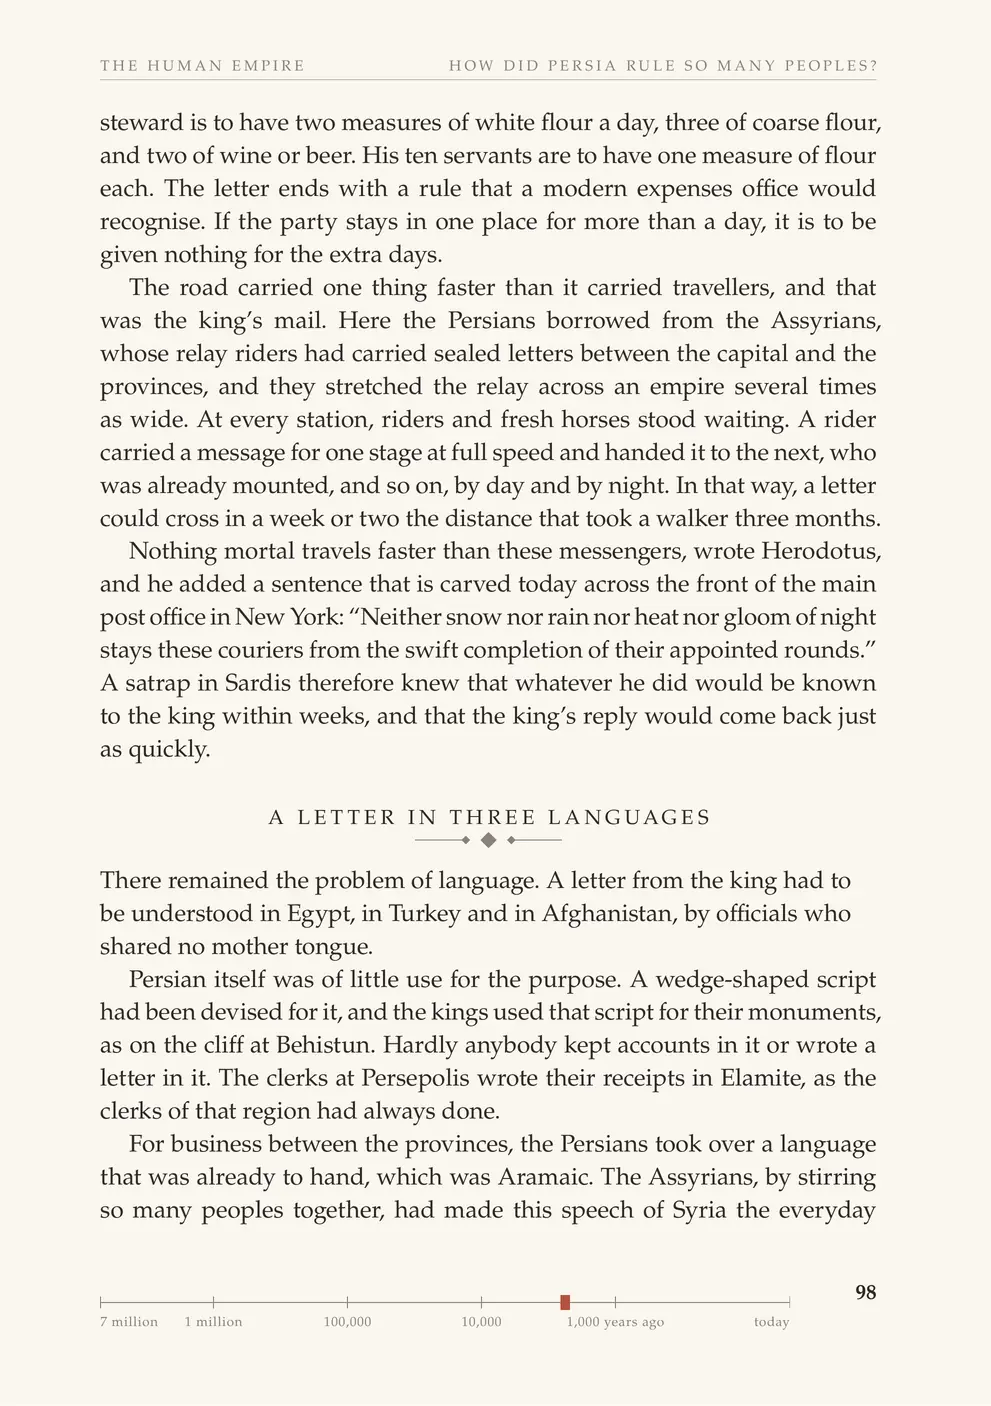 THE HUMAN EMPIRE
HOW DID PERSIA RULE SO MANY PEOPLES?
steward is to have two measures of white flour a day, three of coarse flour,
and two of wine or beer. His ten servants are to have one measure of flour
each. The letter ends with a rule that a modern expenses office would
recognise. If the party stays in one place for more than a day, it is to be
given nothing for the extra days.
The road carried one thing faster than it carried travellers, and that
was the king’s mail. Here the Persians borrowed from the Assyrians,
whose relay riders had carried sealed letters between the capital and the
provinces, and they stretched the relay across an empire several times
as wide. At every station, riders and fresh horses stood waiting. A rider
carried a message for one stage at full speed and handed it to the next, who
was already mounted, and so on, by day and by night. In that way, a letter
could cross in a week or two the distance that took a walker three months.
Nothing mortal travels faster than these messengers, wrote Herodotus,
and he added a sentence that is carved today across the front of the main
post office in New York: “Neither snow nor rain nor heat nor gloom of night
stays these couriers from the swift completion of their appointed rounds.”
A satrap in Sardis therefore knew that whatever he did would be known
to the king within weeks, and that the king’s reply would come back just
as quickly.
A LETTER IN THREE LANGUAGES
There remained the problem of language. A letter from the king had to
be understood in Egypt, in Turkey and in Afghanistan, by officials who
shared no mother tongue.
Persian itself was of little use for the purpose. A wedge-shaped script
had been devised for it, and the kings used that script for their monuments,
as on the cliff at Behistun. Hardly anybody kept accounts in it or wrote a
letter in it. The clerks at Persepolis wrote their receipts in Elamite, as the
clerks of that region had always done.
For business between the provinces, the Persians took over a language
that was already to hand, which was Aramaic. The Assyrians, by stirring
so many peoples together, had made this speech of Syria the everyday
98
7 million 1 million 100,000 10,000 1,000 years ago today